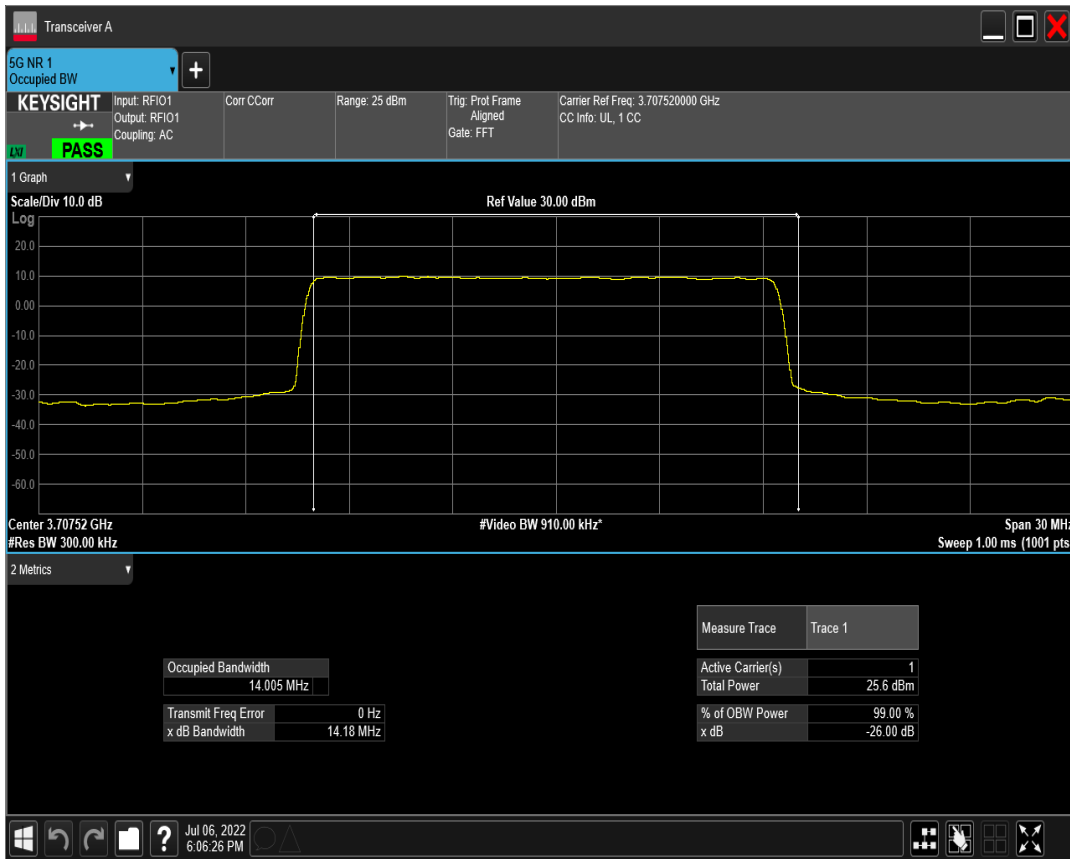 Transceiver A
5G NR 1
Occupied BW
+
KEYSIGHT
LXI
PASS
Input: RFIO1
Output: RFIO1
Coupling: AC
Corr CCorr
Range: 25 dBm
Trig: Prot Frame
Aligned
Gate: FFT
Carrier Ref Freq: 3.707520000 GHz
CC Info: UL, 1 CC
1 Graph
Scale/Div 10.0 dB
Ref Value 30.00 dBm
Log
20.0
10.0
0.00
-10.0
-20.0
-30.0
-40.0
-50.0
-60.0
Center 3.70752 GHz
#Video BW 910.00 kHz*
Span 30 MHz
#Res BW 300.00 kHz
Sweep 1.00 ms (1001 pts
2 Metrics
Measure Trace Trace 1
Occupied Bandwidth
14.005 MHz
Active Carrier(s) 1
Total Power 25.6 dBm
Transmit Freq Error 0 Hz
x dB Bandwidth 14.18 MHz
% of OBW Power 99.00 %
x dB -26.00 dB
?
Jul 06, 2022
6:06:26 PM